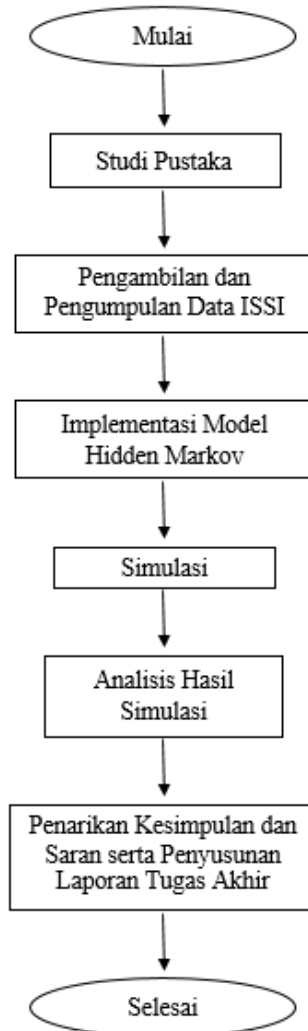 Mulai
Studi Pustaka
Pengambilan dan
Pengumpulan Data ISSI
Implementasi Model
Hidden Markov
Simulasi
Analisis Hasil
Simulasi
Penarikan Kesimpulan dan
Saran serta Penyusunan
Laporan Tugas Akhir
Selesai